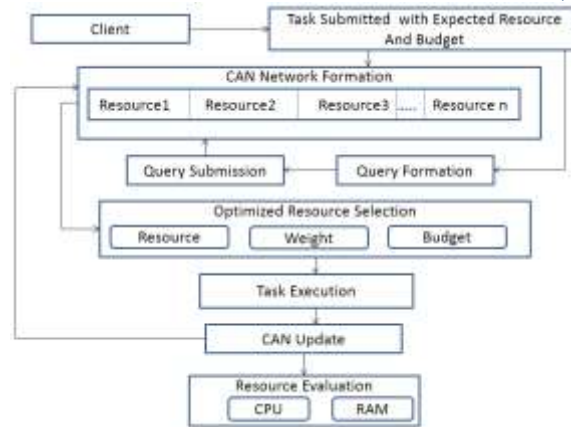 Client
Task Submitted with Expected Resource
And Budget
CAN Network Formation
Resource1 Resource2 Resource3 ..... Resource n
Query Submission Query Formation
Optimized Resource Selection
Resource Weight Budget
Task Execution
CAN Update
Resource Evaluation
CPU RAM